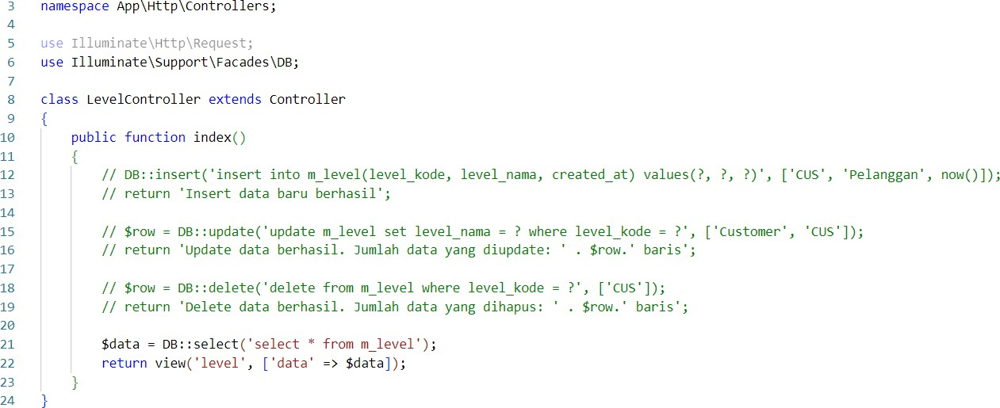 3 namespace App\Http\Controllers;
4
5 use Illuminate\Http\Request;
6 use Illuminate\Support\Facades\DB;
7
8 class LevelController extends Controller
9 {
10     public function index()
11     {
12         // DB::insert('insert into m_level(level_kode, level_nama, created_at) values(?, ?, ?)', ['CUS', 'Pelanggan', now()]);
13         // return 'Insert data baru berhasil';
14
15         // $row = DB::update('update m_level set level_nama = ? where level_kode = ?', ['Customer', 'CUS']);
16         // return 'Update data berhasil. Jumlah data yang diupdate: ' . $row.' baris';
17
18         // $row = DB::delete('delete from m_level where level_kode = ?', ['CUS']);
19         // return 'Delete data berhasil. Jumlah data yang dihapus: ' . $row.' baris';
20
21         $data = DB::select('select * from m_level');
22         return view('level', ['data' => $data]);
23     }
24 }